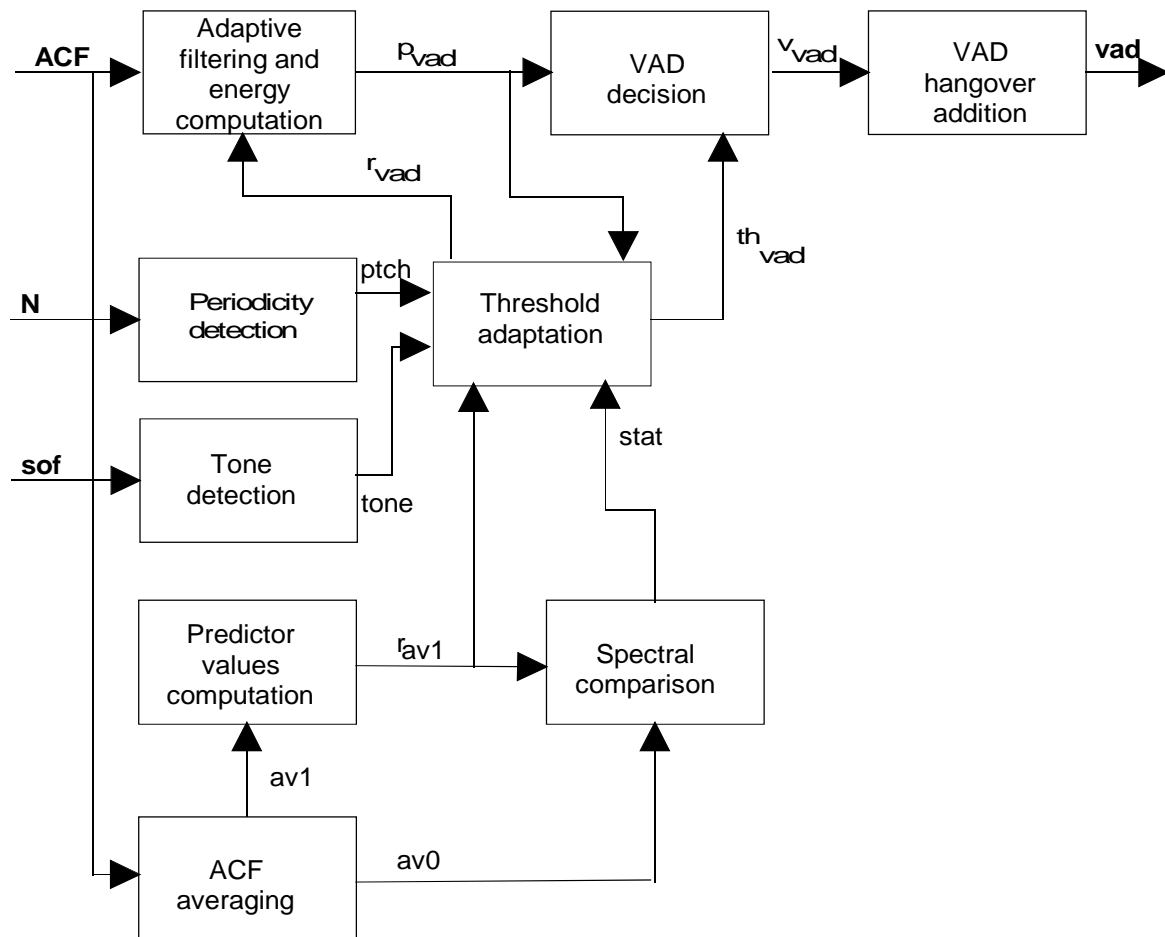 ACF
Adaptive
filtering and
energy
computation
pvad
VAD
decision
vvad
VAD
hangover
addition
vad
rvad
thvad
N
Periodicity
detection
ptch
Threshold
adaptation
sof
Tone
detection
tone
stat
Predictor
values
computation
rav1
Spectral
comparison
av1
ACF
averaging
av0